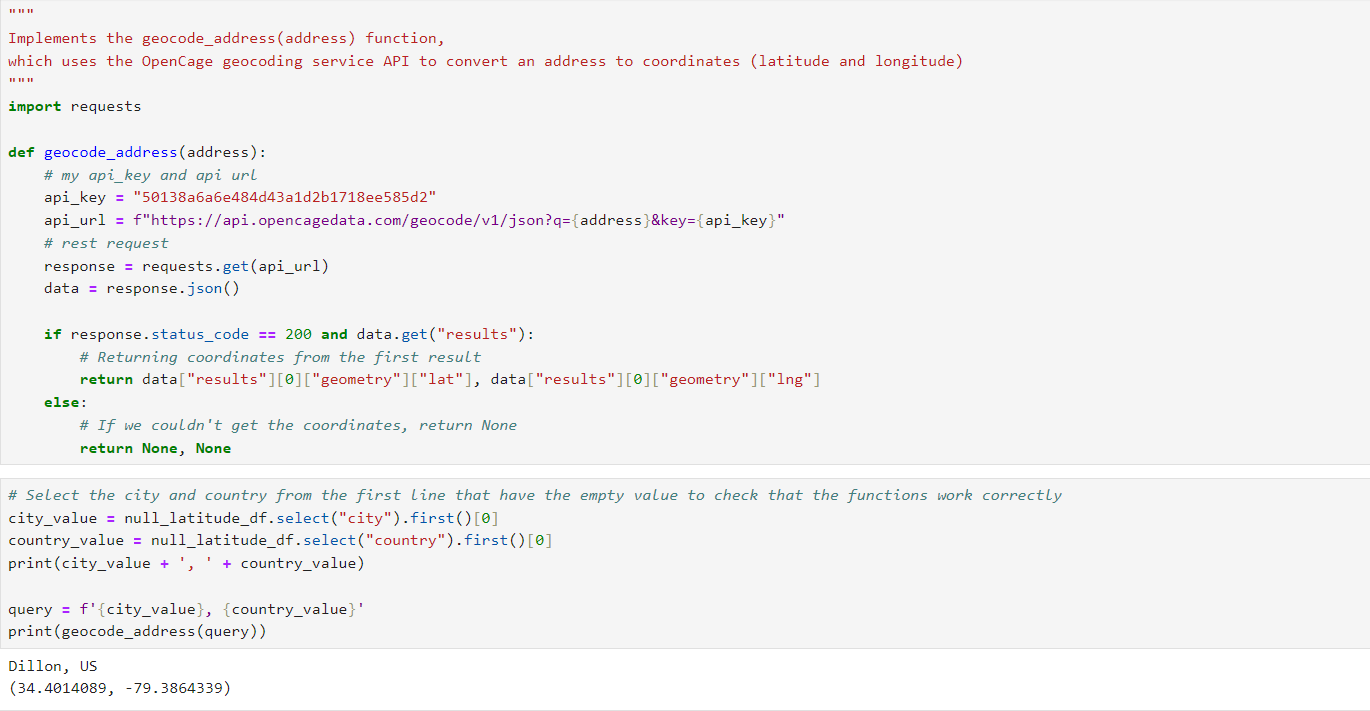 """
Implements the geocode_address(address) function,
which uses the OpenCage geocoding service API to convert an address to coordinates (latitude and longitude)
"""
import requests

def geocode_address(address):
    # my api_key and api url
    api_key = "50138a6a6e484d43a1d2b1718ee585d2"
    api_url = f"https://api.opencagedata.com/geocode/v1/json?q={address}&key={api_key}"
    # rest request
    response = requests.get(api_url)
    data = response.json()

    if response.status_code == 200 and data.get("results"):
        # Returning coordinates from the first result
        return data["results"][0]["geometry"]["lat"], data["results"][0]["geometry"]["lng"]
    else:
        # If we couldn't get the coordinates, return None
        return None, None

# Select the city and country from the first line that have the empty value to check that the functions work correctly
city_value = null_latitude_df.select("city").first()[0]
country_value = null_latitude_df.select("country").first()[0]
print(city_value + ', ' + country_value)

query = f'{city_value}, {country_value}'
print(geocode_address(query))

Dillon, US
(34.4014089, -79.3864339)